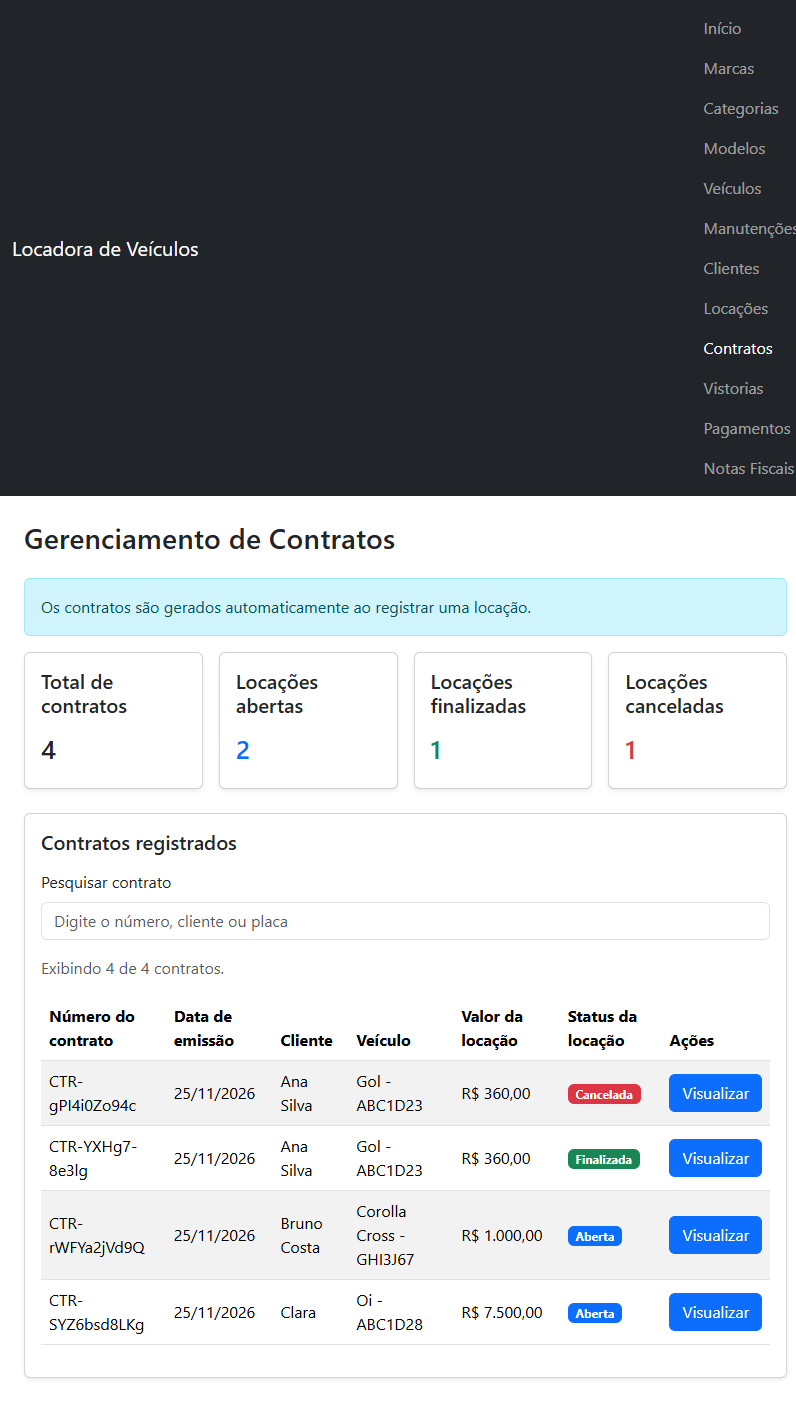 Início
Marcas
Categorias
Modelos
Veículos
Manutenções
Locadora de Veículos
Clientes
Locações
Contratos
Vistorias
Pagamentos
Notas Fiscais
Gerenciamento de Contratos
Os contratos são gerados automaticamente ao registrar uma locação.
Total de
contratos
4
Locações
abertas
2
Locações
finalizadas
1
Locações
canceladas
1
Contratos registrados
Pesquisar contrato
Digite o número, cliente ou placa
Exibindo 4 de 4 contratos.
Número do
contrato
Data de
emissão
Cliente
Veículo
Valor da
locação
Status da
locação
Ações
CTR-
gPI4i0Zo94c
25/11/2026
Ana
Silva
Gol -
ABC1D23
R$ 360,00
Cancelada
Visualizar
CTR-YXHg7-
8e3lg
25/11/2026
Ana
Silva
Gol -
ABC1D23
R$ 360,00
Finalizada
Visualizar
CTR-
rWFYa2jVd9Q
25/11/2026
Bruno
Costa
Corolla
Cross -
GHI3J67
R$ 1.000,00
Aberta
Visualizar
CTR-
SYZ6bsd8LKg
25/11/2026
Clara
Oi -
ABC1D28
R$ 7.500,00
Aberta
Visualizar